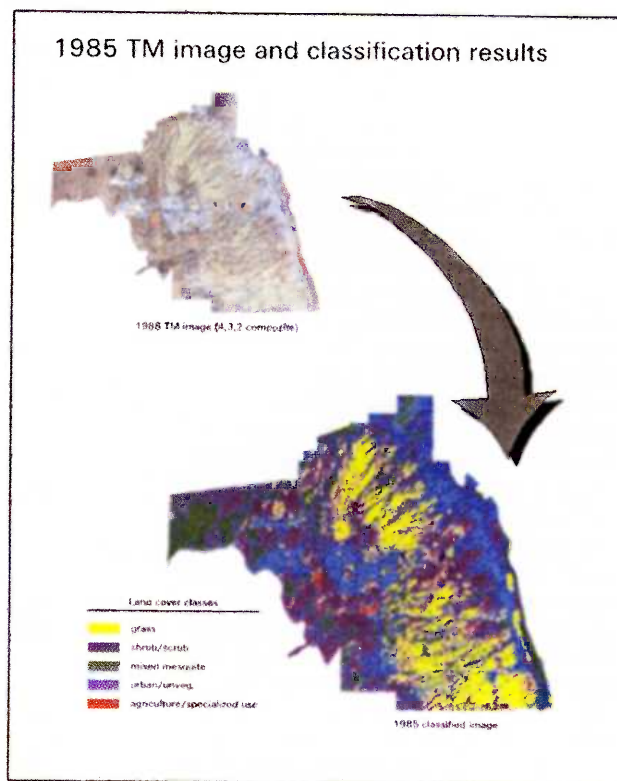 1985 TM image and classification results
1988 TM image (4,3,2 composite)
Land cover classes
grass
shrub/scrub
mixed mesquite
urban/unveg.
agriculture/specialized use
1985 classified image